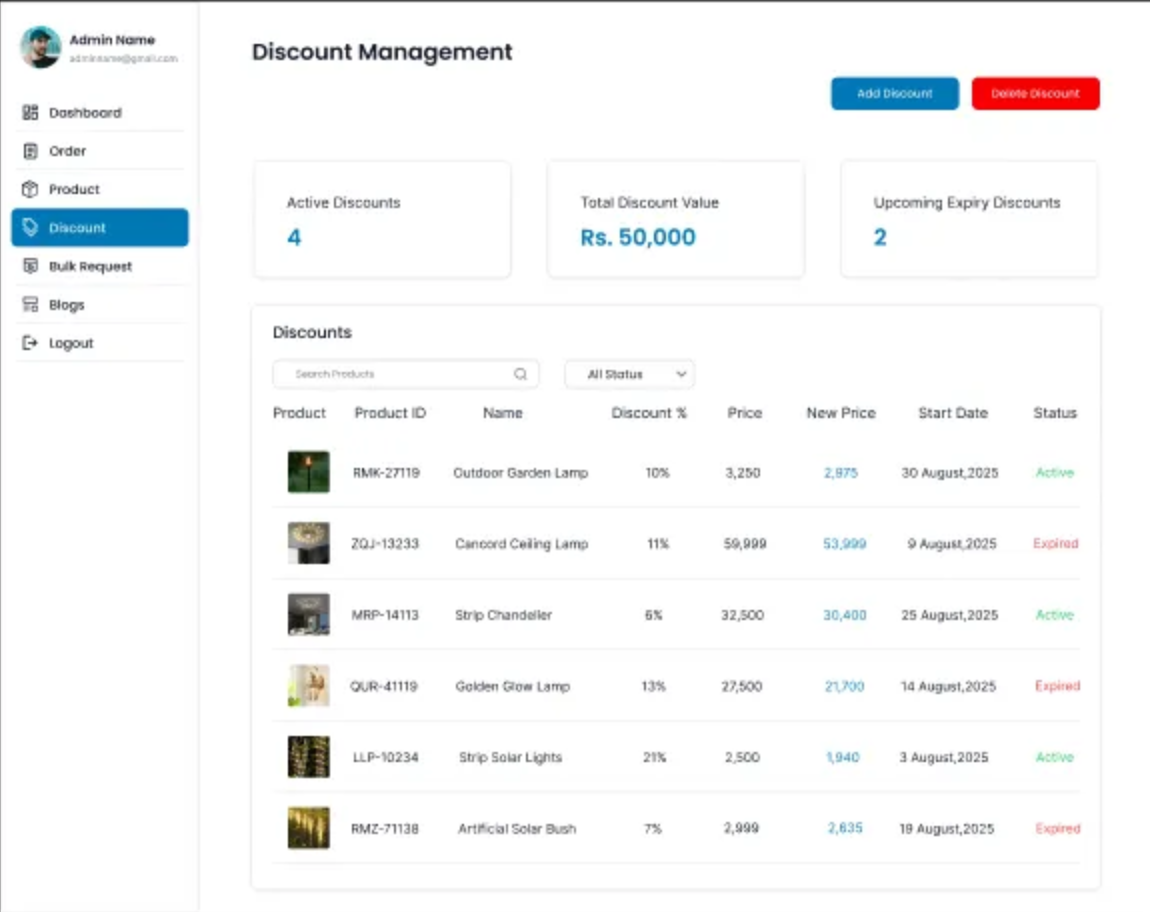 Admin Name
adminname@gmail.com
Dashboard
Order
Product
Discount
Bulk Request
Blogs
Logout
Discount Management
Add Discount
Delete Discount
Active Discounts
4
Total Discount Value
Rs. 50,000
Upcoming Expiry Discounts
2
Discounts
Search Products
All Status
Product Product ID Name Discount % Price New Price Start Date Status
RMK-27119 Outdoor Garden Lamp 10% 3,250 2,975 30 August,2025 Active
ZQJ-13233 Cancord Ceiling Lamp 11% 59,999 53,999 9 August,2025 Expired
MRP-14113 Strip Chandelier 6% 32,500 30,400 25 August,2025 Active
QUR-41119 Golden Glow Lamp 13% 27,500 21,700 14 August,2025 Expired
LLP-10234 Strip Solar Lights 21% 2,500 1,940 3 August,2025 Active
RMZ-71138 Artificial Solar Bush 7% 2,999 2,635 19 August,2025 Expired